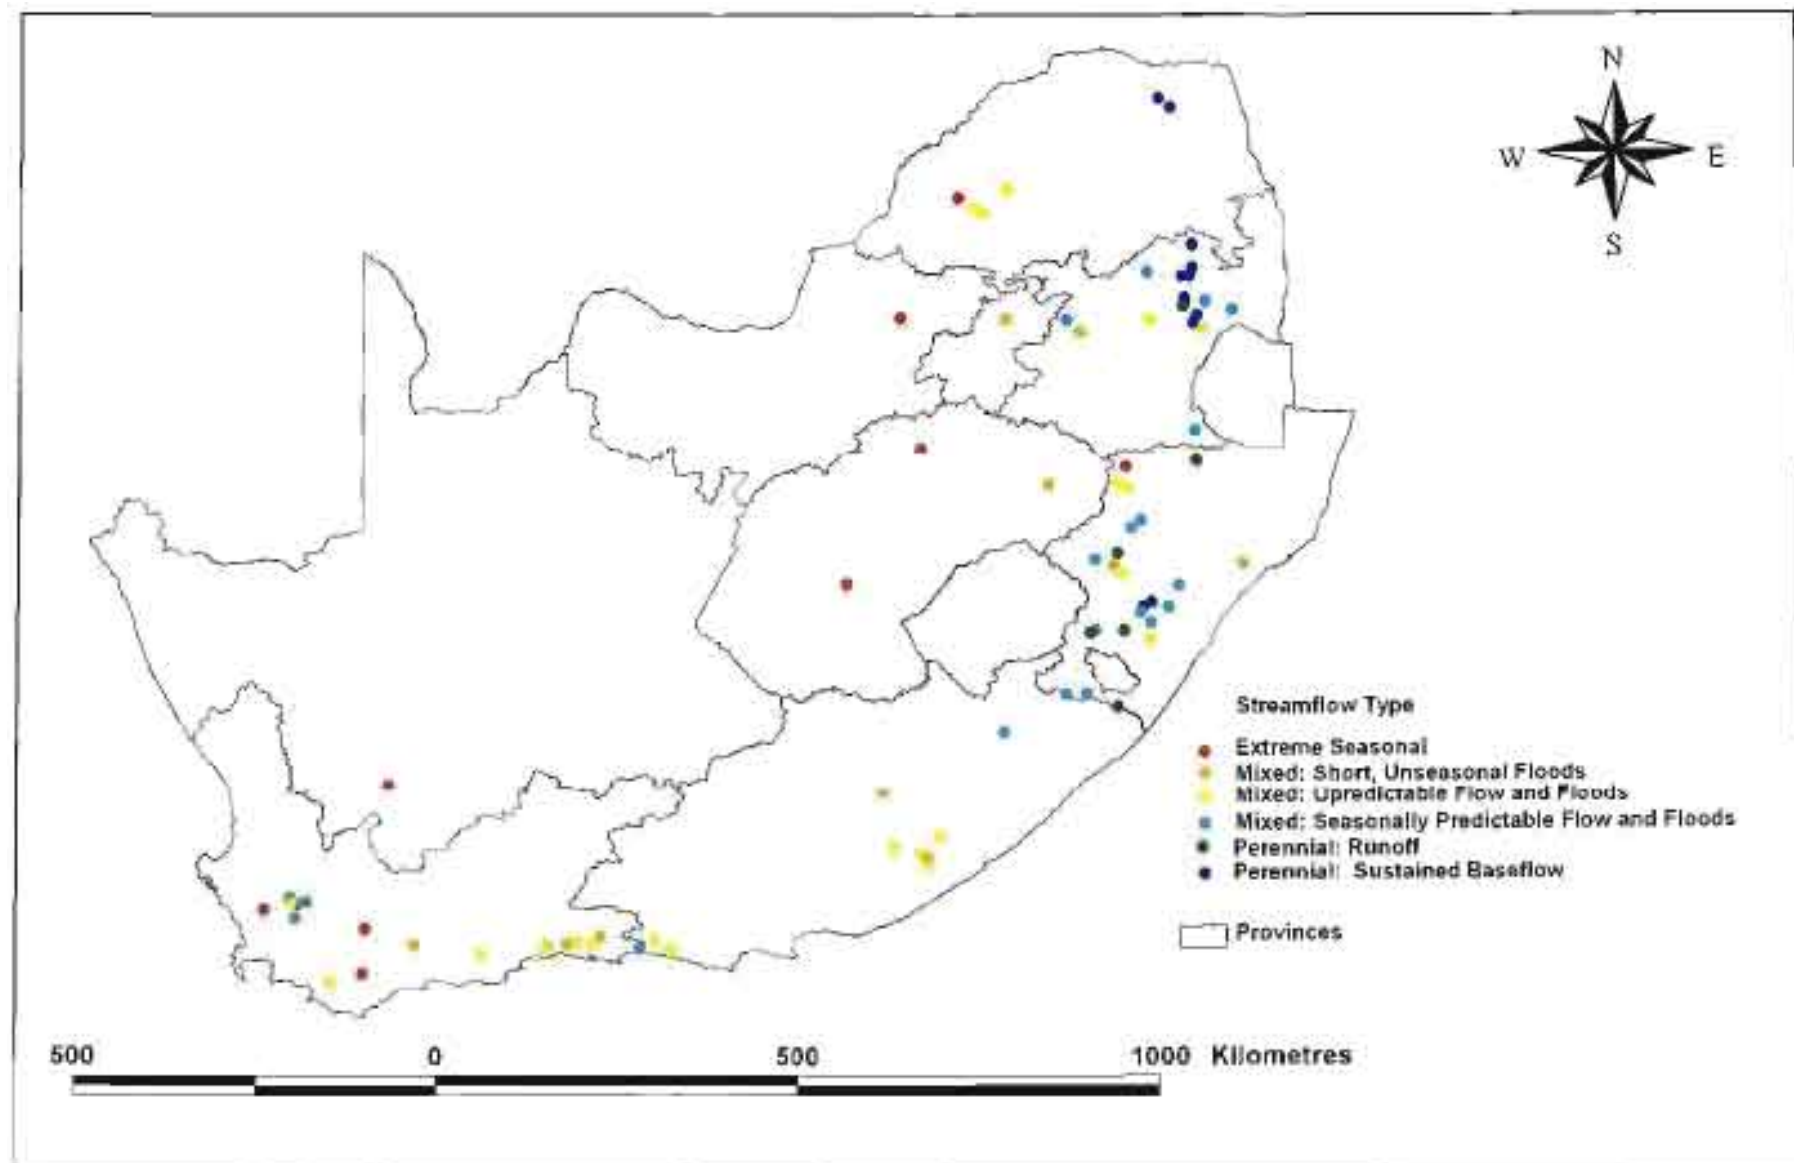 N
W E
S
Streamflow Type
Extreme Seasonal
Mixed: Short, Unseasonal Floods
Mixed: Upredictable Flow and Floods
Mixed: Seasonally Predictable Flow and Floods
Perennial: Runoff
Perennial: Sustained Baseflow
Provinces
500 0 500 1000 Kilometres